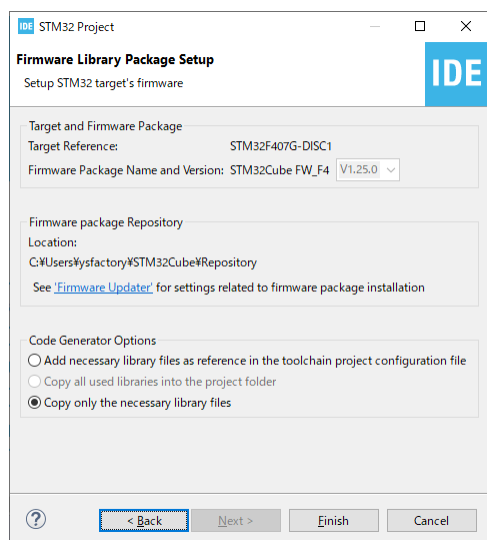 IDE STM32 Project
Firmware Library Package Setup
Setup STM32 target's firmware
IDE
Target and Firmware Package
Target Reference: STM32F407G-DISC1
Firmware Package Name and Version: STM32Cube FW_F4 V1.25.0
Firmware package Repository
Location:
C:¥Users¥ysfactory¥STM32Cube¥Repository
See 'Firmware Updater' for settings related to firmware package installation
Code Generator Options
Add necessary library files as reference in the toolchain project configuration file
Copy all used libraries into the project folder
Copy only the necessary library files
? < Back Next > Finish Cancel